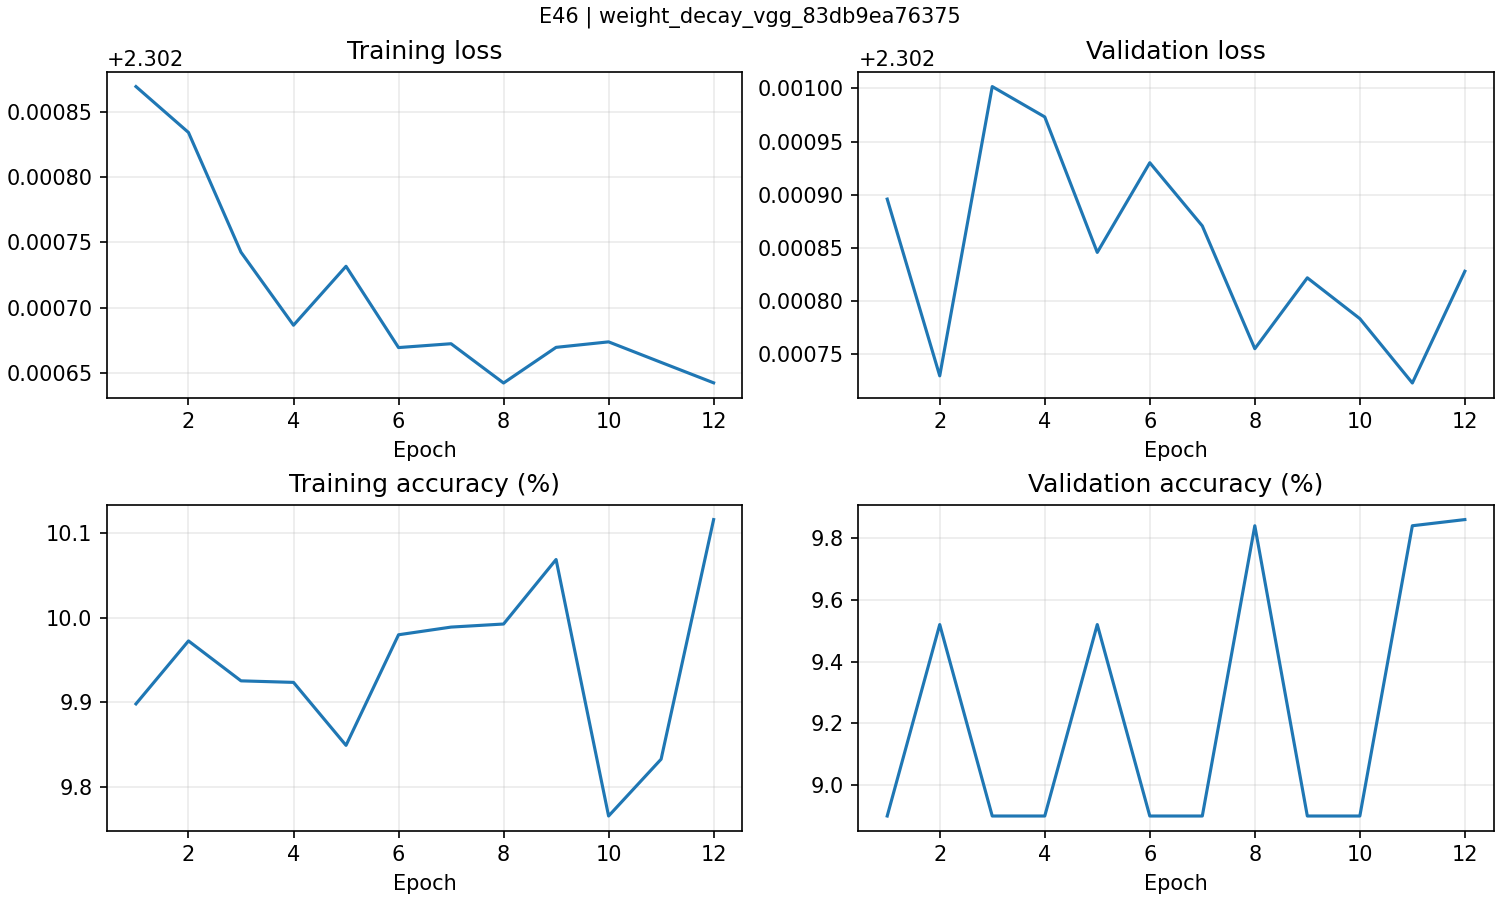 E46 | weight_decay_vgg_83db9ea76375
Training loss
+2.302
0.00085
0.00080
0.00075
0.00070
0.00065
2 4 6 8 10 12
Epoch
Validation loss
+2.302
0.00100
0.00095
0.00090
0.00085
0.00080
0.00075
2 4 6 8 10 12
Epoch
Training accuracy (%)
10.1
10.0
9.9
9.8
2 4 6 8 10 12
Epoch
Validation accuracy (%)
9.8
9.6
9.4
9.2
9.0
2 4 6 8 10 12
Epoch